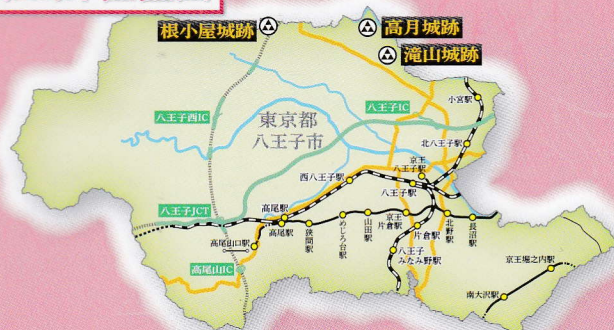 根小屋城跡
高月城跡
滝山城跡
小宮駅
八王子西IC
八王子IC
東京都
八王子市
北八王子駅
京王
八王子駅
西八王子駅
八王子駅
八王子JCT
高尾駅
高尾駅
狭間駅
めじろ台駅
山田駅
京王
片倉駅
片倉駅
北野駅
長沼駅
高尾山口駅
八王子
みなみ野駅
高尾山IC
京王堀之内駅
南大沢駅